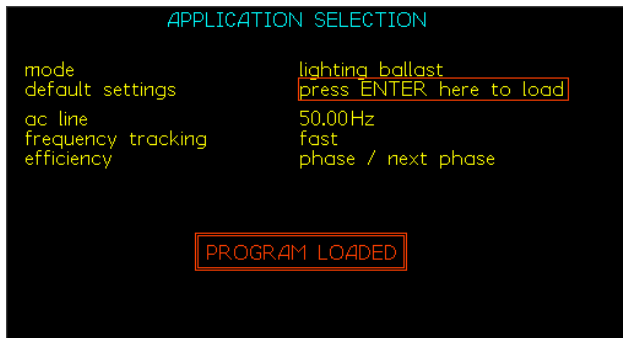 APPLICATION SELECTION
mode lighting ballast
default settings press ENTER here to load
ac line 50.00Hz
frequency tracking fast
efficiency phase / next phase
PROGRAM LOADED